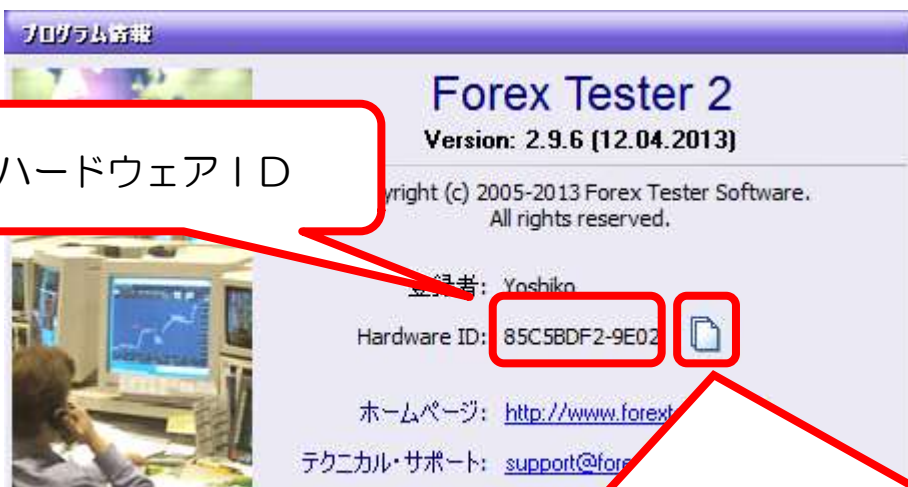 プログラム情報
Forex Tester 2
Version: 2.9.6 (12.04.2013)
ハードウェアＩＤ
yright (c) 2005-2013 Forex Tester Software.
All rights reserved.
登録者: Yoshiko
Hardware ID: 85C5BDF2-9E02
ホームページ: http://www.forext
テクニカル・サポート: support@fore